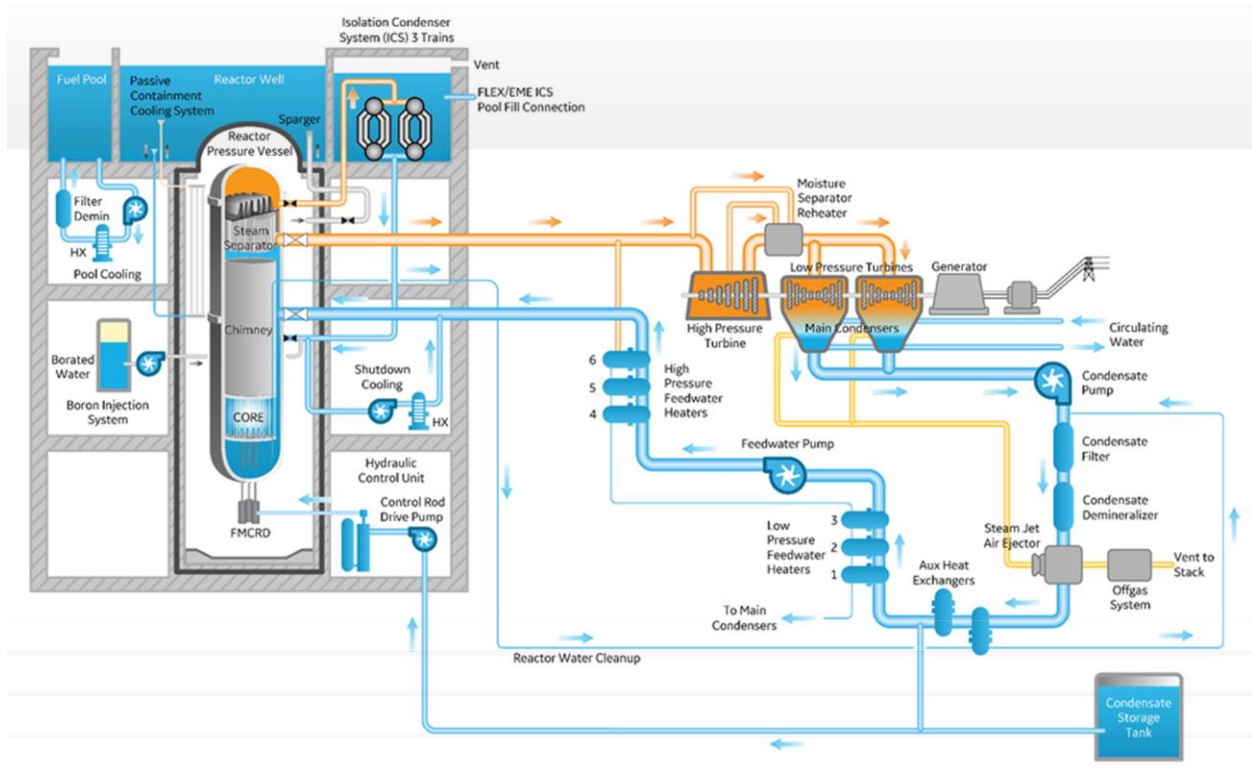 Isolation Condenser
System (ICS) 3 Trains
Vent
FLEX/EME ICS
Pool Fill Connection
Fuel Pool
Passive
Containment
Cooling System
Reactor Well
Sparger
Reactor
Pressure Vessel
Filter
Demin
HX
Pool Cooling
Steam
Separator
Chimney
CORE
Borated
Water
Boron Injection
System
Shutdown
Cooling
HX
Hydraulic
Control Unit
Control Rod
Drive Pump
FMCRD
Moisture
Separator
Reheater
Low Pressure Turbines
Generator
High Pressure
Turbine
Main Condensers
Circulating
Water
6
5
4
High
Pressure
Feedwater
Heaters
Condensate
Pump
Feedwater Pump
Condensate
Filter
Condensate
Demineralizer
3
2
1
Low
Pressure
Feedwater
Heaters
Steam Jet
Air Ejector
Aux Heat
Exchangers
Vent to
Stack
Offgas
System
To Main
Condensers
Reactor Water Cleanup
Condensate
Storage
Tank